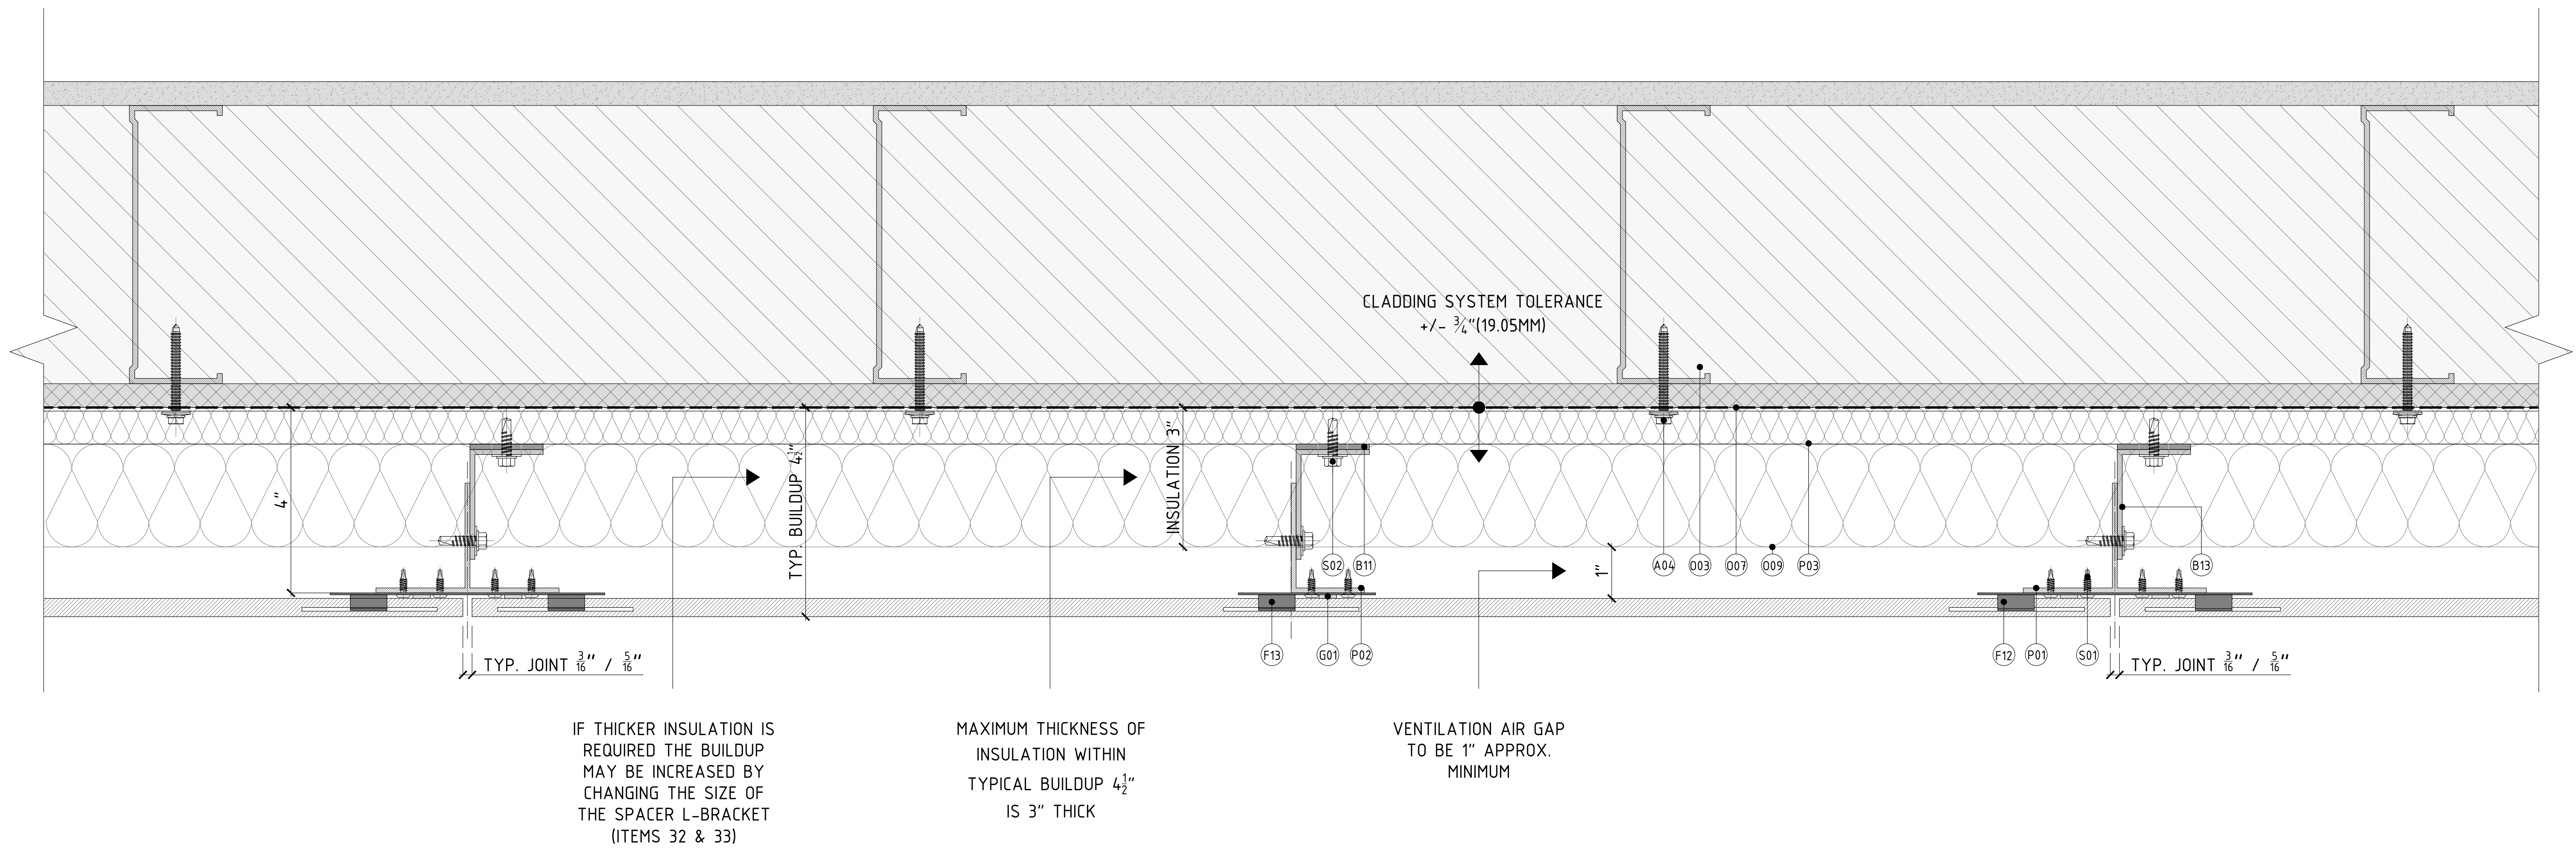 CLADDING SYSTEM TOLERANCE
+/- 3/4"(19.05MM)
4"
TYP. BUILDUP 4 1/2"
INSULATION 3"
1"
S02
B11
A04
O03
O07
O09
P03
B13
F13
G01
P02
F12
P01
S01
TYP. JOINT 3/16" / 5/16"
TYP. JOINT 3/16" / 5/16"
IF THICKER INSULATION IS
REQUIRED THE BUILDUP
MAY BE INCREASED BY
CHANGING THE SIZE OF
THE SPACER L-BRACKET
(ITEMS 32 & 33)
MAXIMUM THICKNESS OF
INSULATION WITHIN
TYPICAL BUILDUP 4 1/2"
IS 3" THICK
VENTILATION AIR GAP
TO BE 1" APPROX.
MINIMUM